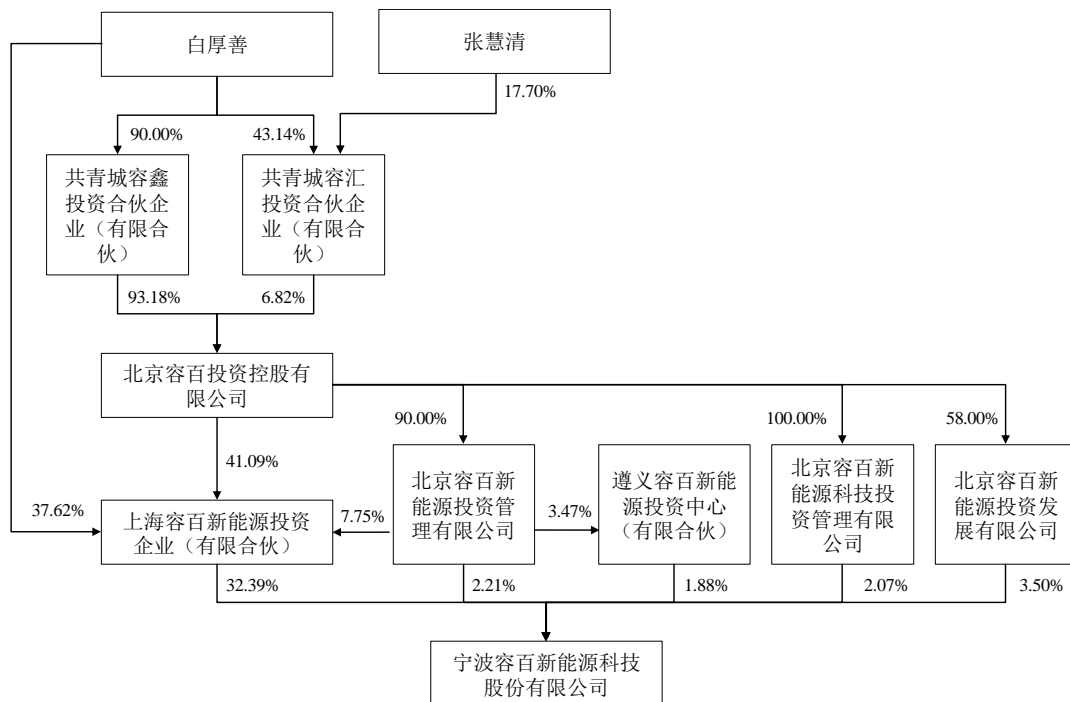 白厚善
张慧清
17.70%
90.00%
43.14%
共青城容鑫
投资合伙企
业（有限合
伙）
共青城容汇
投资合伙企
业（有限合
伙）
93.18%
6.82%
北京容百投资控股有
限公司
90.00%
100.00%
58.00%
41.09%
37.62%
上海容百新能源投资
企业（有限合伙）
7.75%
北京容百新
能源投资管
理有限公司
3.47%
遵义容百新能
源投资中心
（有限合伙）
北京容百新
能源科技投
资管理有限
公司
北京容百新
能源投资发
展有限公司
32.39%
2.21%
1.88%
2.07%
3.50%
宁波容百新能源科技
股份有限公司